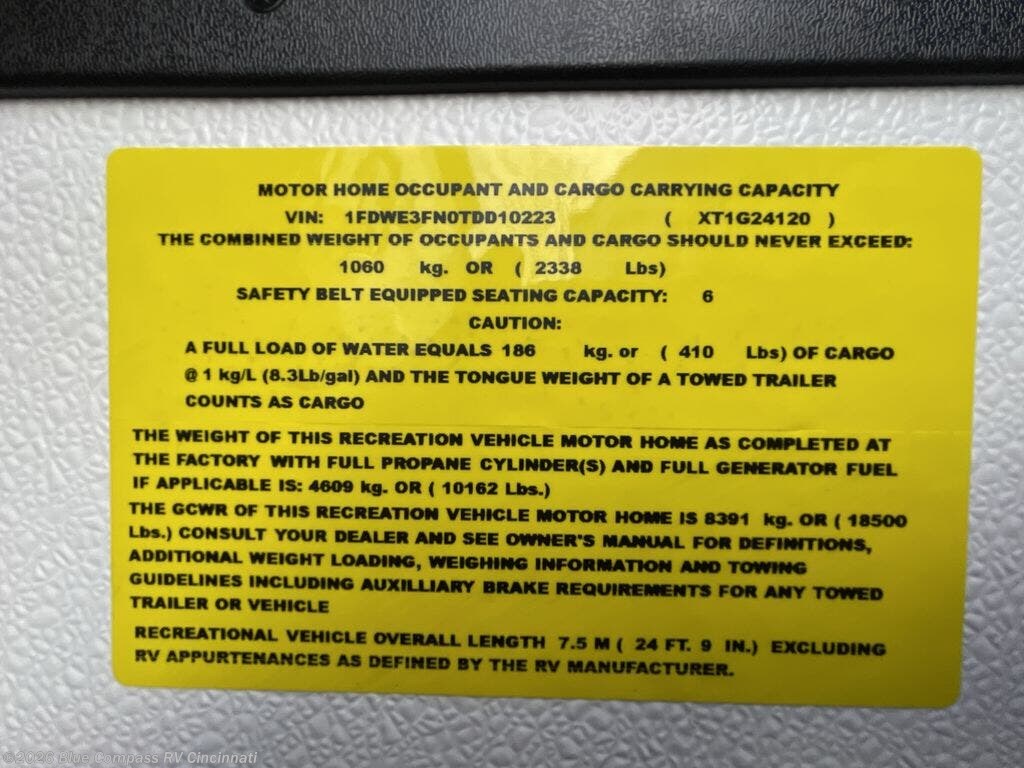 MOTOR HOME OCCUPANT AND CARGO CARRYING CAPACITY
VIN: 1FDWE3FN0TDD10223 ( XT1G24120 )
THE COMBINED WEIGHT OF OCCUPANTS AND CARGO SHOULD NEVER EXCEED:
1060 kg. OR ( 2338 Lbs)
SAFETY BELT EQUIPPED SEATING CAPACITY: 6
CAUTION:
A FULL LOAD OF WATER EQUALS 186 kg. or ( 410 Lbs) OF CARGO
@ 1 kg/L (8.3Lb/gal) AND THE TONGUE WEIGHT OF A TOWED TRAILER
COUNTS AS CARGO
THE WEIGHT OF THIS RECREATION VEHICLE MOTOR HOME AS COMPLETED AT
THE FACTORY WITH FULL PROPANE CYLINDER(S) AND FULL GENERATOR FUEL
IF APPLICABLE IS: 4609 kg. OR ( 10162 Lbs.)
THE GCWR OF THIS RECREATION VEHICLE MOTOR HOME IS 8391 kg. OR ( 18500
Lbs.) CONSULT YOUR DEALER AND SEE OWNER'S MANUAL FOR DEFINITIONS,
ADDITIONAL WEIGHT LOADING, WEIGHING INFORMATION AND TOWING
GUIDELINES INCLUDING AUXILLIARY BRAKE REQUIREMENTS FOR ANY TOWED
TRAILER OR VEHICLE
RECREATIONAL VEHICLE OVERALL LENGTH 7.5 M ( 24 FT. 9 IN.) EXCLUDING
RV APPURTENANCES AS DEFINED BY THE RV MANUFACTURER.
©2026 Blue Compass RV Cincinnati